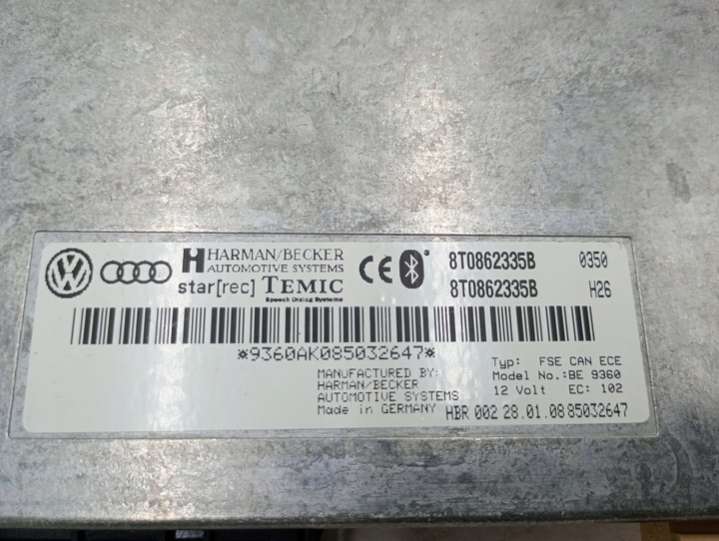 HARMAN/BECKER
AUTOMOTIVE SYSTEMS
star[rec] TEMIC
Speech Dialog Systems
CE
8T0862335B 0350
8T0862335B H26
*9360AK085032647*
MANUFACTURED BY:
HARMAN/BECKER
AUTOMOTIVE SYSTEMS
Made in GERMANY
Typ: FSE CAN ECE
Model No.:BE 9360
12 Volt EC: 102
HBR 002 28.01.08 85032647